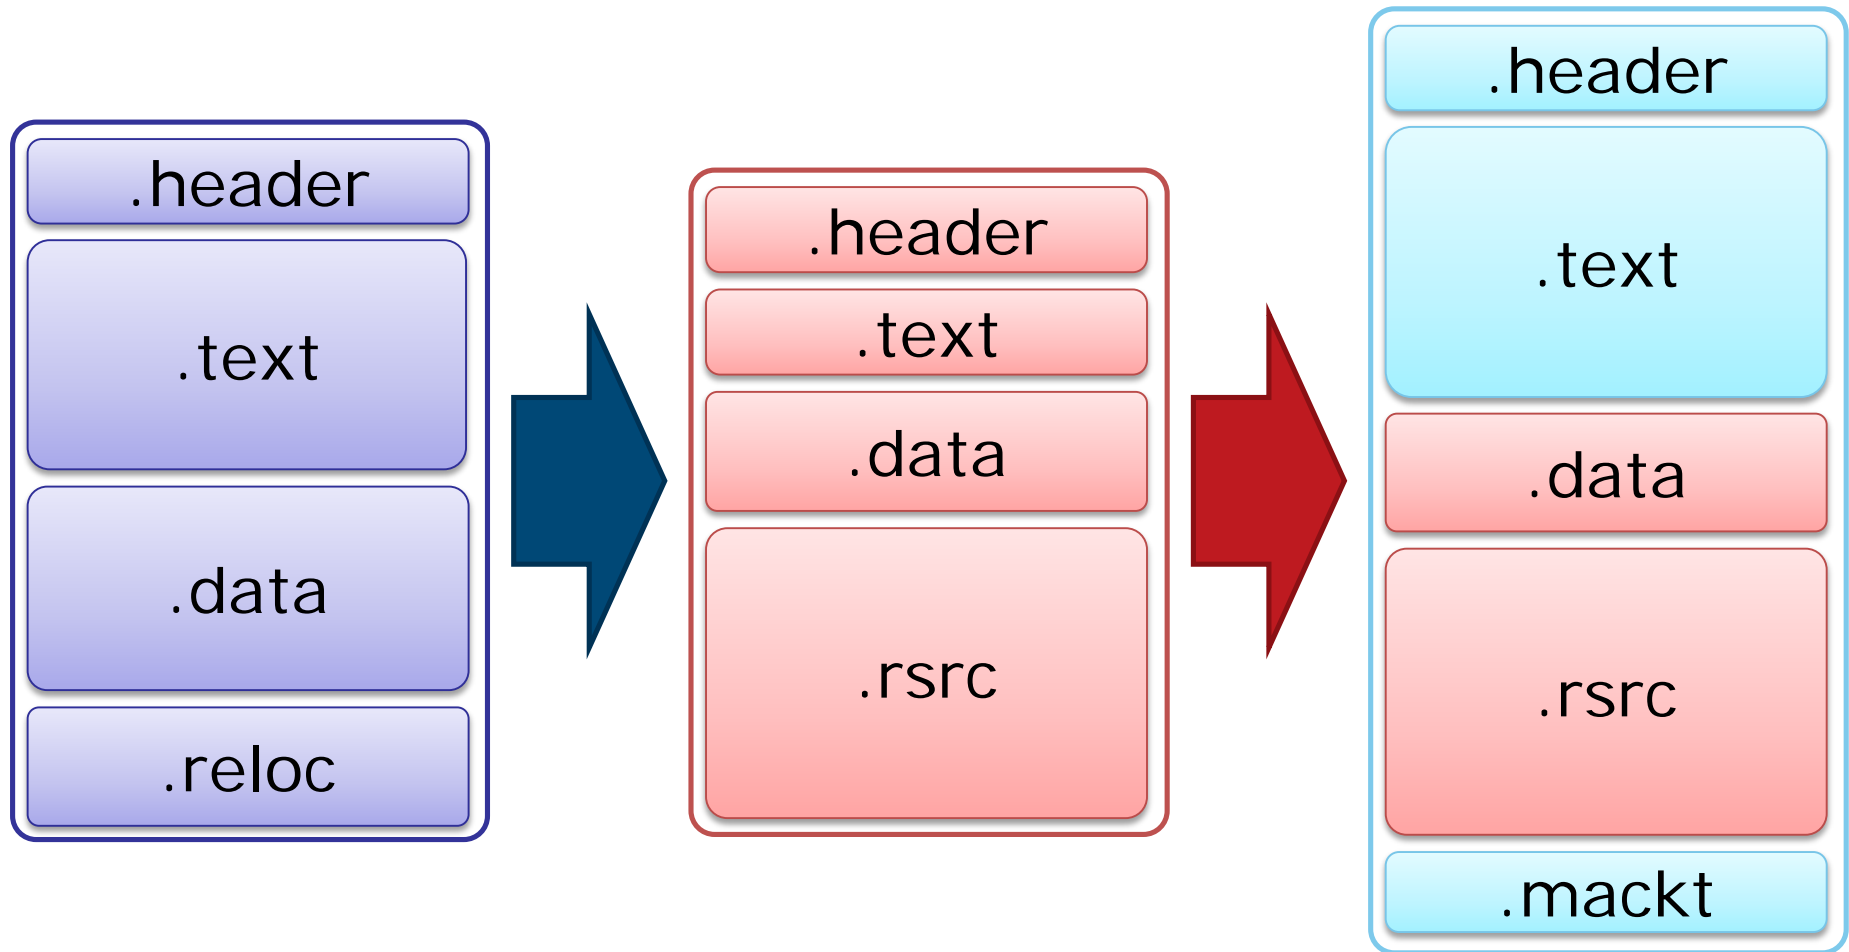 .header
.text
.data
.reloc
.header
.text
.data
.rsrc
.header
.text
.data
.rsrc
.mackt